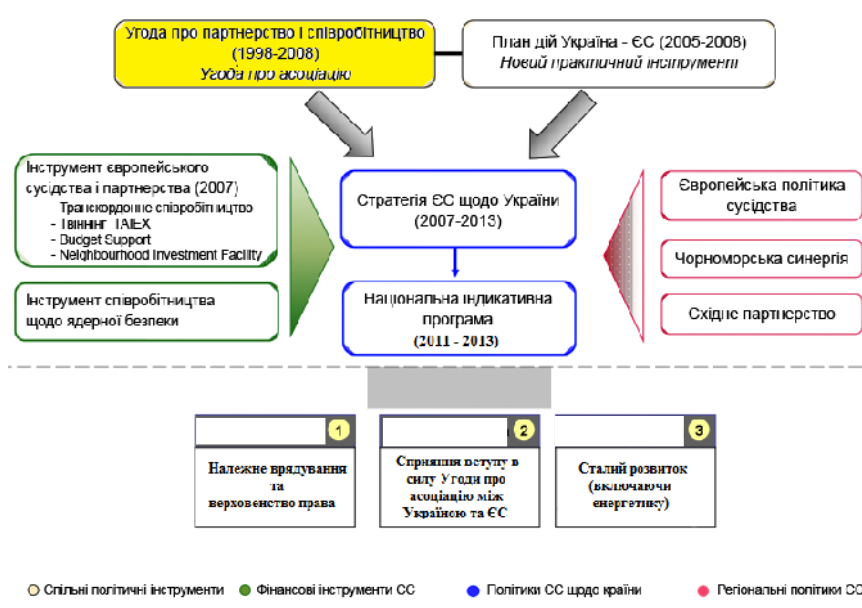 Угода про партнерство і співробітництво
(1998-2008)
Угода про асоціацію
План дій Україна - ЄС (2005-2008)
Новий практичний інструмент
Інструмент європейського
сусідства і партнерства (2007)
Транскордонне співробітництво
- Твіннінг TAIEX
- Budget Support
- Neighbourhood Investment Facility
Інструмент співробітництва
щодо ядерної безпеки
Стратегія ЄС щодо України
(2007-2013)
Національна індикативна
програма
(2011 - 2013)
Європейська політика
сусідства
Чорноморська синергія
Східне партнерство
1
Належне врядування
та
верховенство права
2
Сприяння вступу в
силу Угоди про
асоціацію між
Україною та ЄС
3
Сталий розвиток
(включаючи
енергетику)
Спільні політичні інструменти
Фінансові інструменти СС
Політики СС щодо країни
Регіональні політики СС